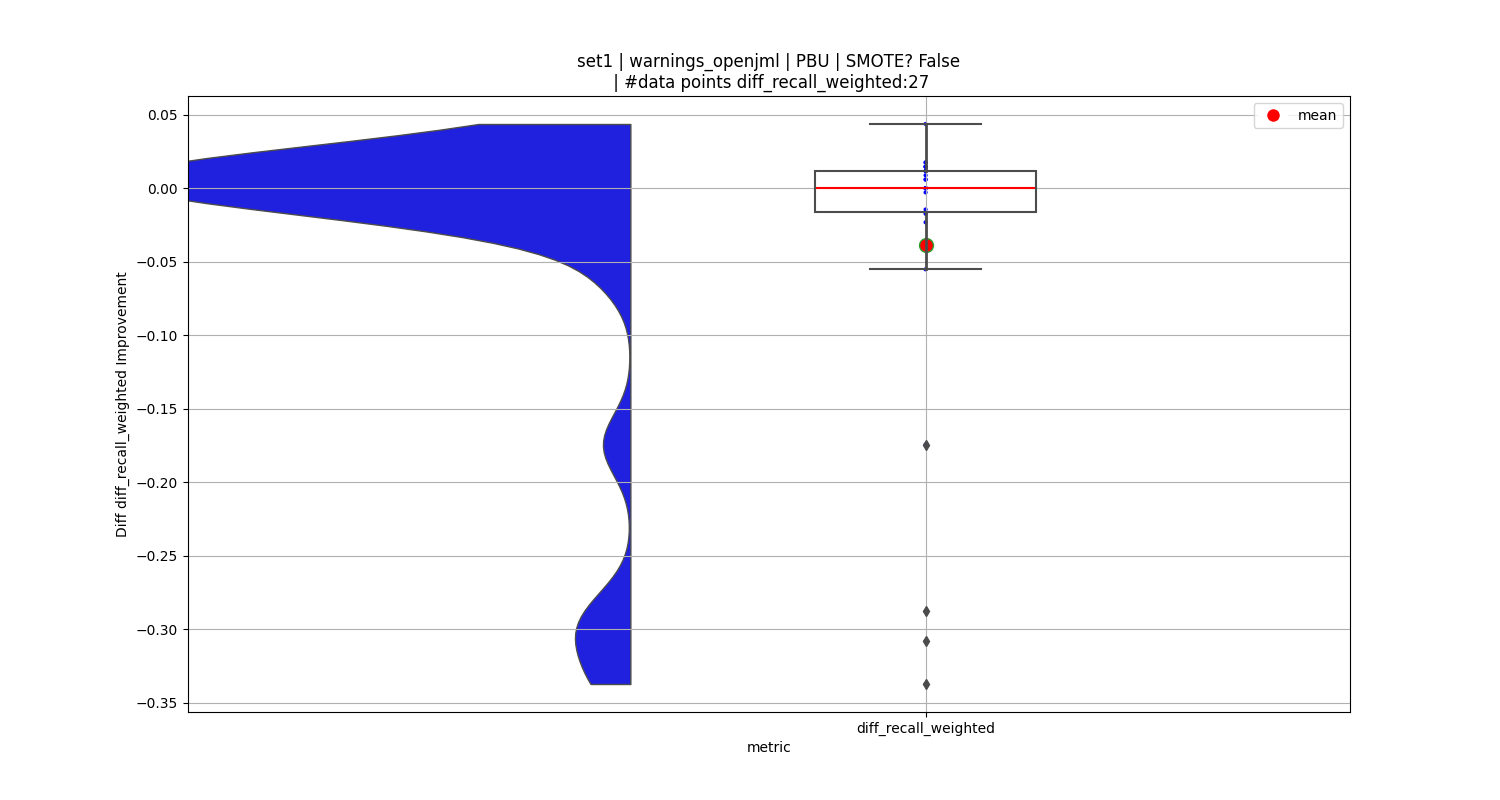 set1 | warnings_openjml | PBU | SMOTE? False
| #data points diff_recall_weighted:27
mean
Diff diff_recall_weighted Improvement
0.05
0.00
−0.05
−0.10
−0.15
−0.20
−0.25
−0.30
−0.35
diff_recall_weighted
metric